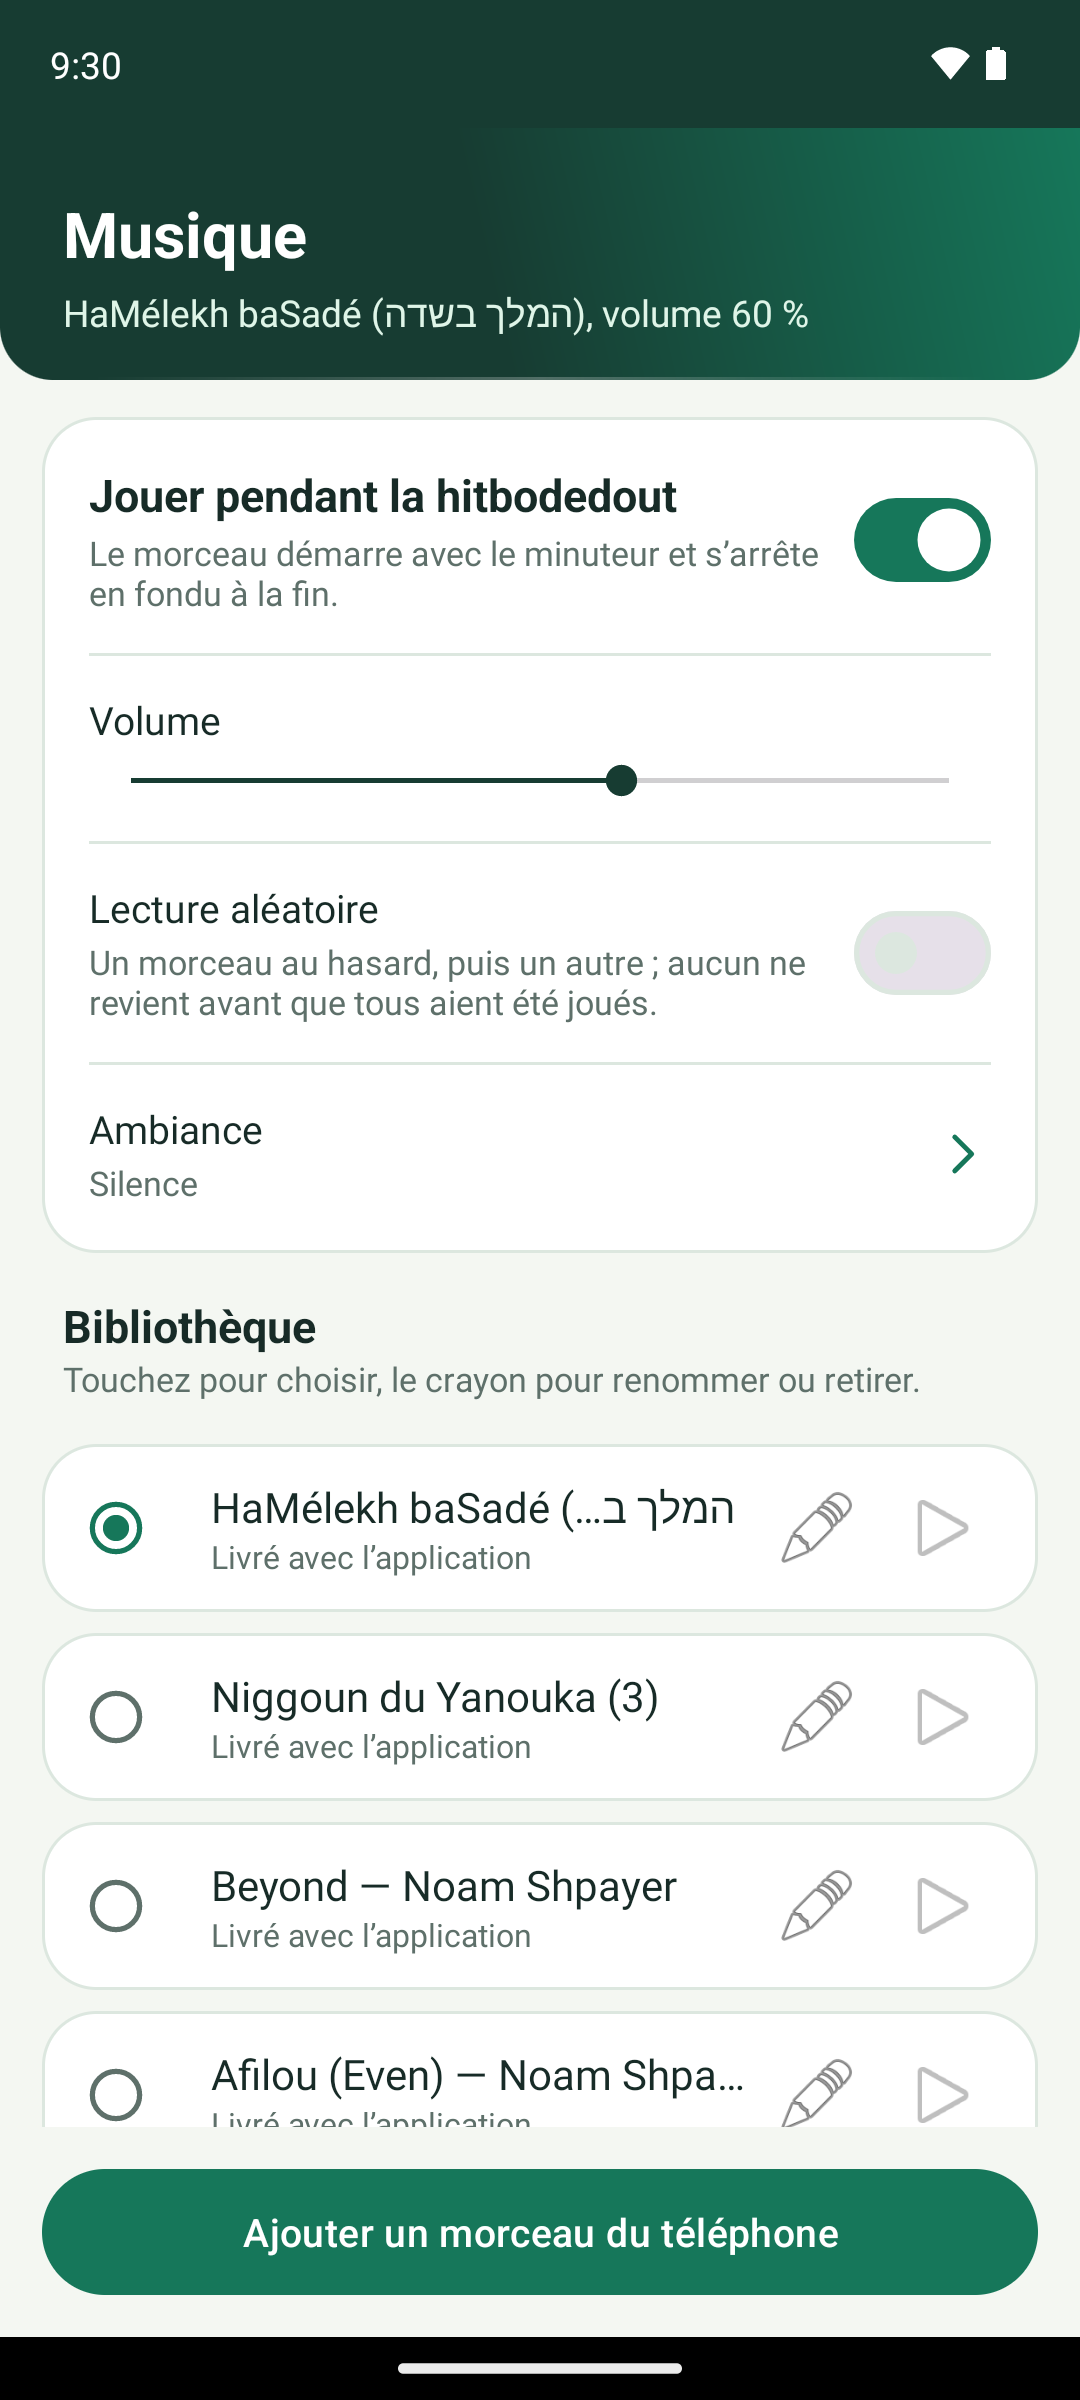 9:30
Musique
HaMélekh baSadé (המלך בשדה), volume 60 %
Jouer pendant la hitbodedout
Le morceau démarre avec le minuteur et s’arrête
en fondu à la fin.
Volume
Lecture aléatoire
Un morceau au hasard, puis un autre ; aucun ne
revient avant que tous aient été joués.
Ambiance
Silence
Bibliothèque
Touchez pour choisir, le crayon pour renommer ou retirer.
HaMélekh baSadé (המלך ב…
Livré avec l’application
Niggoun du Yanouka (3)
Livré avec l’application
Beyond — Noam Shpayer
Livré avec l’application
Afilou (Even) — Noam Shpa…
Livré avec l’application
Ajouter un morceau du téléphone